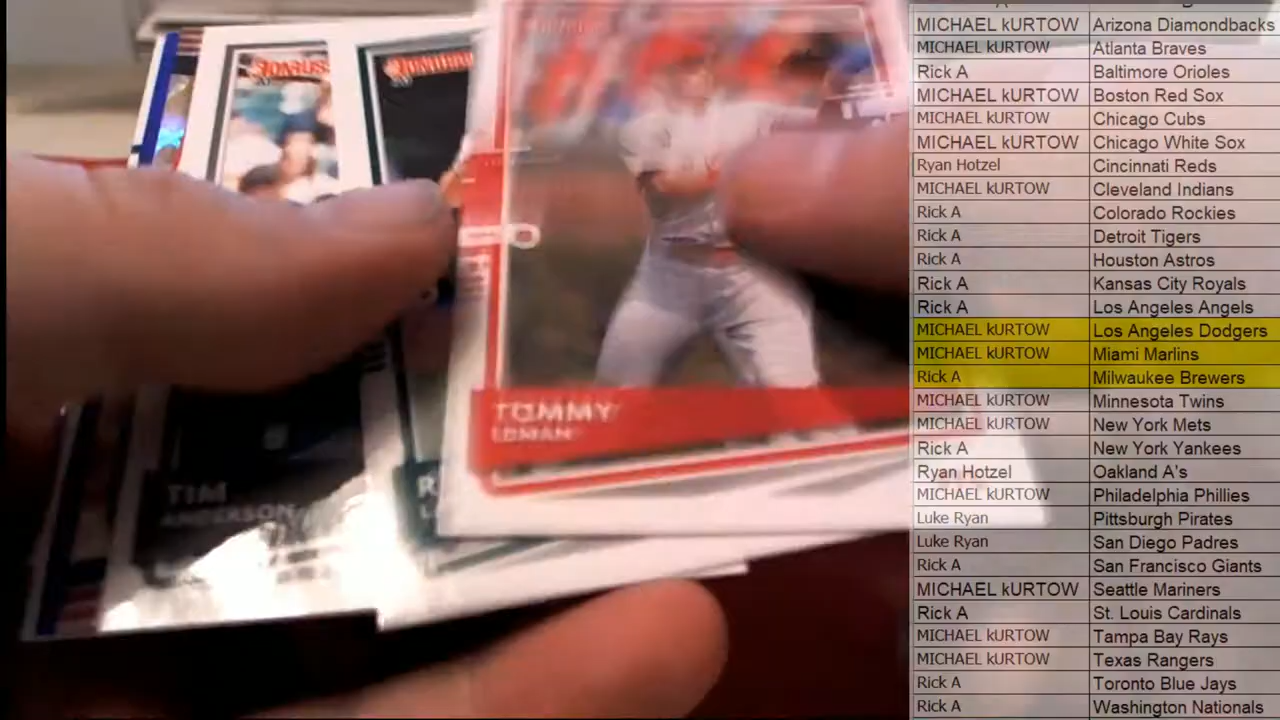 MICHAEL kURTOW Arizona Diamondbacks
MICHAEL kURTOW Atlanta Braves
Rick A Baltimore Orioles
MICHAEL kURTOW Boston Red Sox
MICHAEL kURTOW Chicago Cubs
MICHAEL kURTOW Chicago White Sox
Ryan Hotzel Cincinnati Reds
MICHAEL kURTOW Cleveland Indians
Rick A Colorado Rockies
Rick A Detroit Tigers
Rick A Houston Astros
Rick A Kansas City Royals
Rick A Los Angeles Angels
MICHAEL kURTOW Los Angeles Dodgers
MICHAEL kURTOW Miami Marlins
Rick A Milwaukee Brewers
MICHAEL kURTOW Minnesota Twins
MICHAEL kURTOW New York Mets
Rick A New York Yankees
Ryan Hotzel Oakland A's
MICHAEL kURTOW Philadelphia Phillies
Luke Ryan Pittsburgh Pirates
Luke Ryan San Diego Padres
Rick A San Francisco Giants
MICHAEL kURTOW Seattle Mariners
Rick A St. Louis Cardinals
MICHAEL kURTOW Tampa Bay Rays
MICHAEL kURTOW Texas Rangers
Rick A Toronto Blue Jays
Rick A Washington Nationals
TOMMY
EDMAN
TIM
ANDERSON